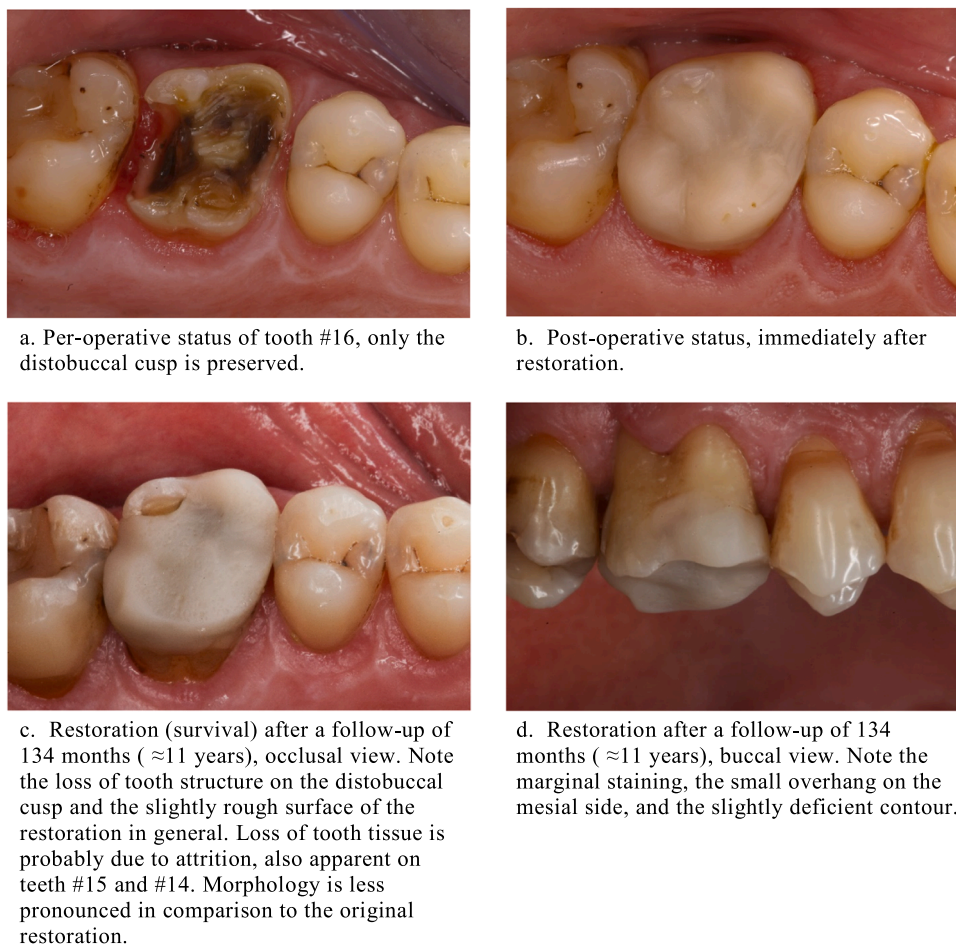 a. Per-operative status of tooth #16, only the
distobuccal cusp is preserved.
b.  Post-operative status, immediately after
restoration.
c.  Restoration (survival) after a follow-up of
134 months ( ≈11 years), occlusal view. Note
the loss of tooth structure on the distobuccal
cusp and the slightly rough surface of the
restoration in general. Loss of tooth tissue is
probably due to attrition, also apparent on
teeth #15 and #14. Morphology is less
pronounced in comparison to the original
restoration.
d.  Restoration after a follow-up of 134
months ( ≈11 years), buccal view. Note the
marginal staining, the small overhang on the
mesial side, and the slightly deficient contour.